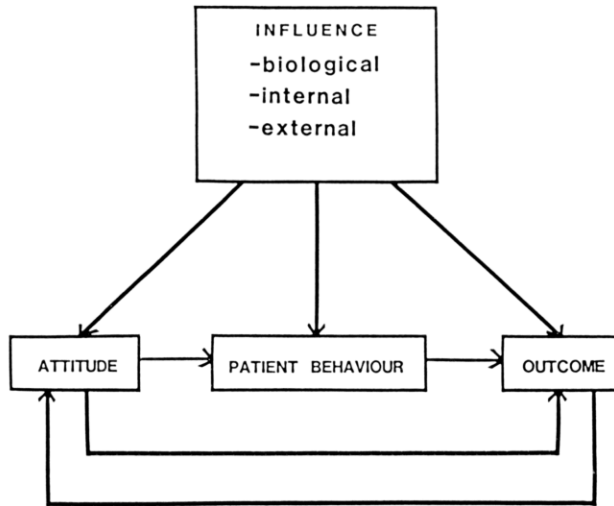 INFLUENCE
-biological
-internal
-external
ATTITUDE
PATIENT BEHAVIOUR
OUTCOME